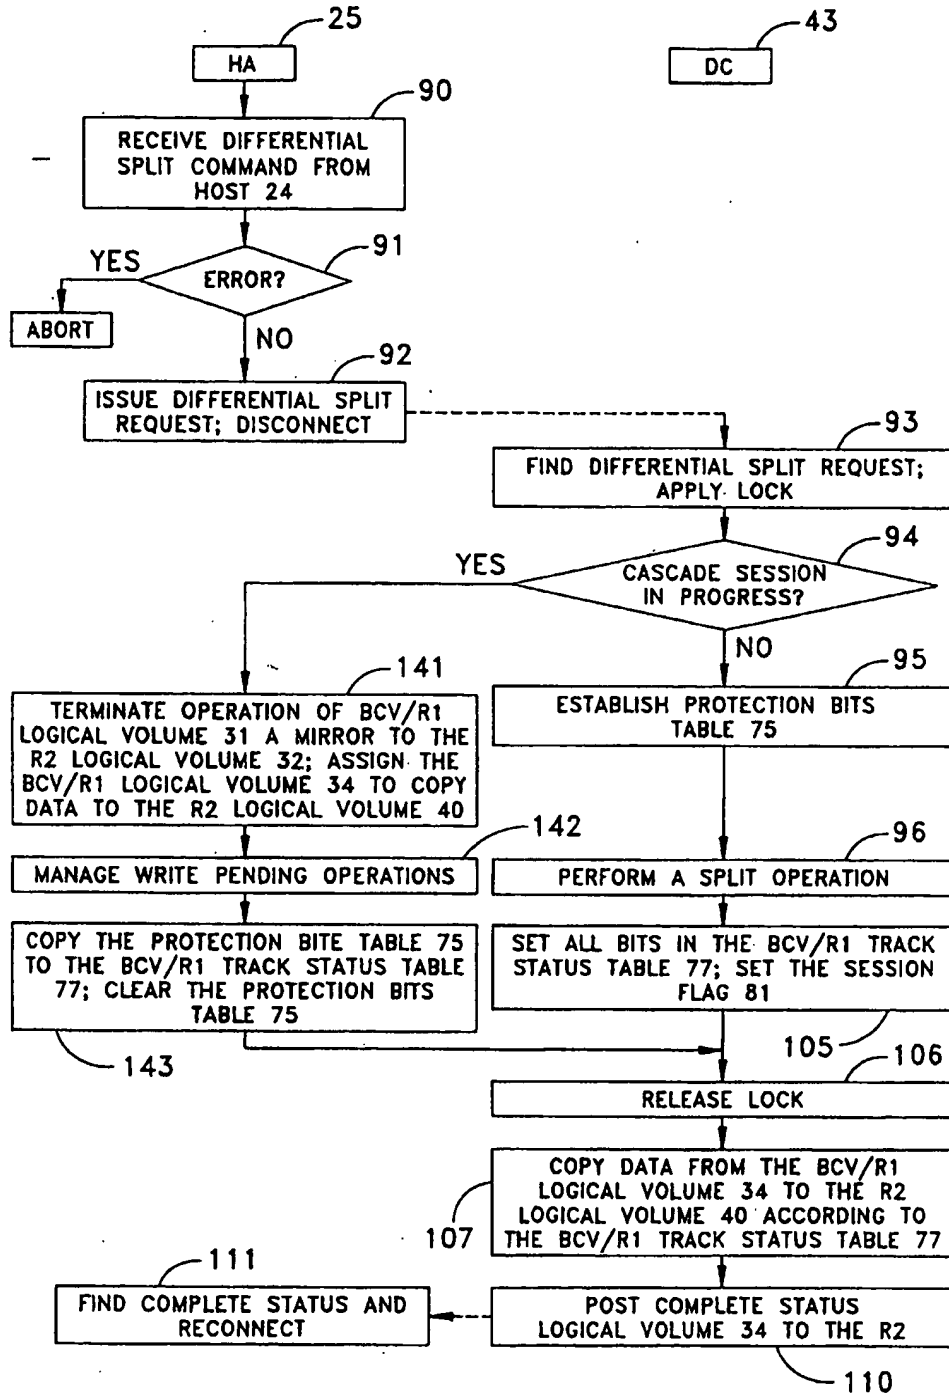 25
43
HA
DC
90
RECEIVE DIFFERENTIAL
SPLIT COMMAND FROM
HOST 24
91
YES
ERROR?
ABORT
NO
92
ISSUE DIFFERENTIAL SPLIT
REQUEST; DISCONNECT
93
FIND DIFFERENTIAL SPLIT REQUEST;
APPLY LOCK
94
YES
CASCADE SESSION
IN PROGRESS?
NO
141
95
TERMINATE OPERATION OF BCV/R1
LOGICAL VOLUME 31 A MIRROR TO THE
R2 LOGICAL VOLUME 32; ASSIGN THE
BCV/R1 LOGICAL VOLUME 34 TO COPY
DATA TO THE R2 LOGICAL VOLUME 40
ESTABLISH PROTECTION BITS
TABLE 75
142
96
MANAGE WRITE PENDING OPERATIONS
PERFORM A SPLIT OPERATION
COPY THE PROTECTION BITE TABLE 75
TO THE BCV/R1 TRACK STATUS TABLE
77; CLEAR THE PROTECTION BITS
TABLE 75
SET ALL BITS IN THE BCV/R1 TRACK
STATUS TABLE 77; SET THE SESSION
FLAG 81
143
105
106
RELEASE LOCK
COPY DATA FROM THE BCV/R1
LOGICAL VOLUME 34 TO THE R2
LOGICAL VOLUME 40 ACCORDING TO
THE BCV/R1 TRACK STATUS TABLE 77
107
111
FIND COMPLETE STATUS AND
RECONNECT
POST COMPLETE STATUS
LOGICAL VOLUME 34 TO THE R2
110